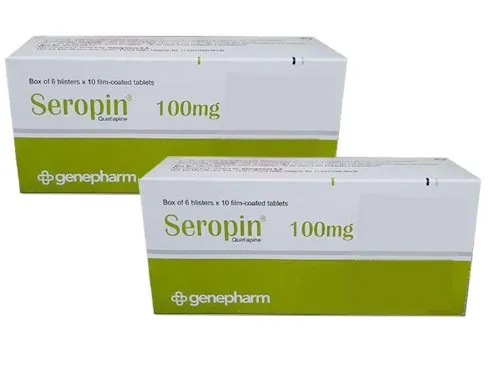 Box of 6 blisters x 10 film-coated tablets
Seropin® 100mg
Quetiapine
genepharm
Box of 6 blisters x 10 film-coated tablets
Seropin® 100mg
Quetiapine
genepharm